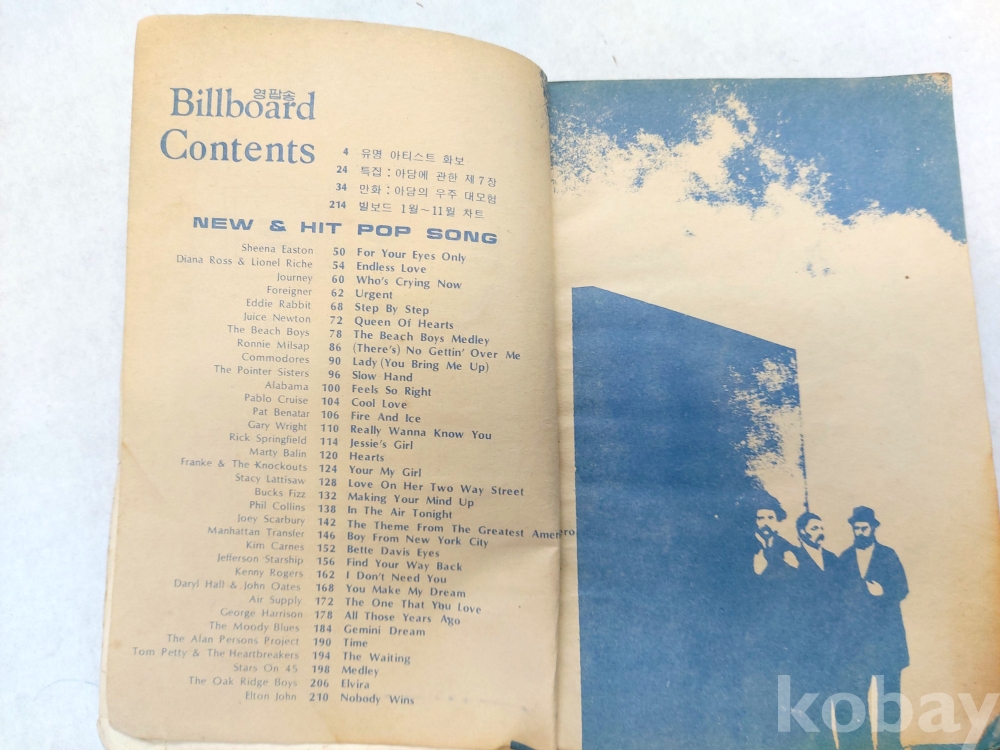 영팝송
Billboard
Contents
4 유명 아티스트 화보
24 특집 : 아담에 관한 제 7 장
34 만화 : 아담의 우주 대모험
214 빌보드 1월~11월 차트
NEW & HIT POP SONG
Sheena Easton 50 For Your Eyes Only
Diana Ross & Lionel Riche 54 Endless Love
Journey 60 Who's Crying Now
Foreigner 62 Urgent
Eddie Rabbit 68 Step By Step
Juice Newton 72 Queen Of Hearts
The Beach Boys 78 The Beach Boys Medley
Ronnie Milsap 86 (There's) No Gettin' Over Me
Commodores 90 Lady (You Bring Me Up)
The Pointer Sisters 96 Slow Hand
Alabama 100 Feels So Right
Pablo Cruise 104 Cool Love
Pat Benatar 106 Fire And Ice
Gary Wright 110 Really Wanna Know You
Rick Springfield 114 Jessie's Girl
Marty Balin 120 Hearts
Franke & The Knockouts 124 Your My Girl
Stacy Lattisaw 128 Love On Her Two Way Street
Bucks Fizz 132 Making Your Mind Up
Phil Collins 138 In The Air Tonight
Joey Scarbury 142 The Theme From The Greatest
Manhattan Transfer 146 Boy From New York City
Kim Carnes 152 Bette Davis Eyes
Jefferson Starship 156 Find Your Way Back
Kenny Rogers 162 I Don't Need You
Daryl Hall & John Oates 168 You Make My Dream
Air Supply 172 The One That You Love
George Harrison 178 All Those Years Ago
The Moody Blues 184 Gemini Dream
The Alan Persons Project 190 Time
Tom Petty & The Heartbreakers 194 The Waiting
Stars On 45 198 Medley
The Oak Ridge Boys 206 Elvira
Elton John 210 Nobody Wins
kobay